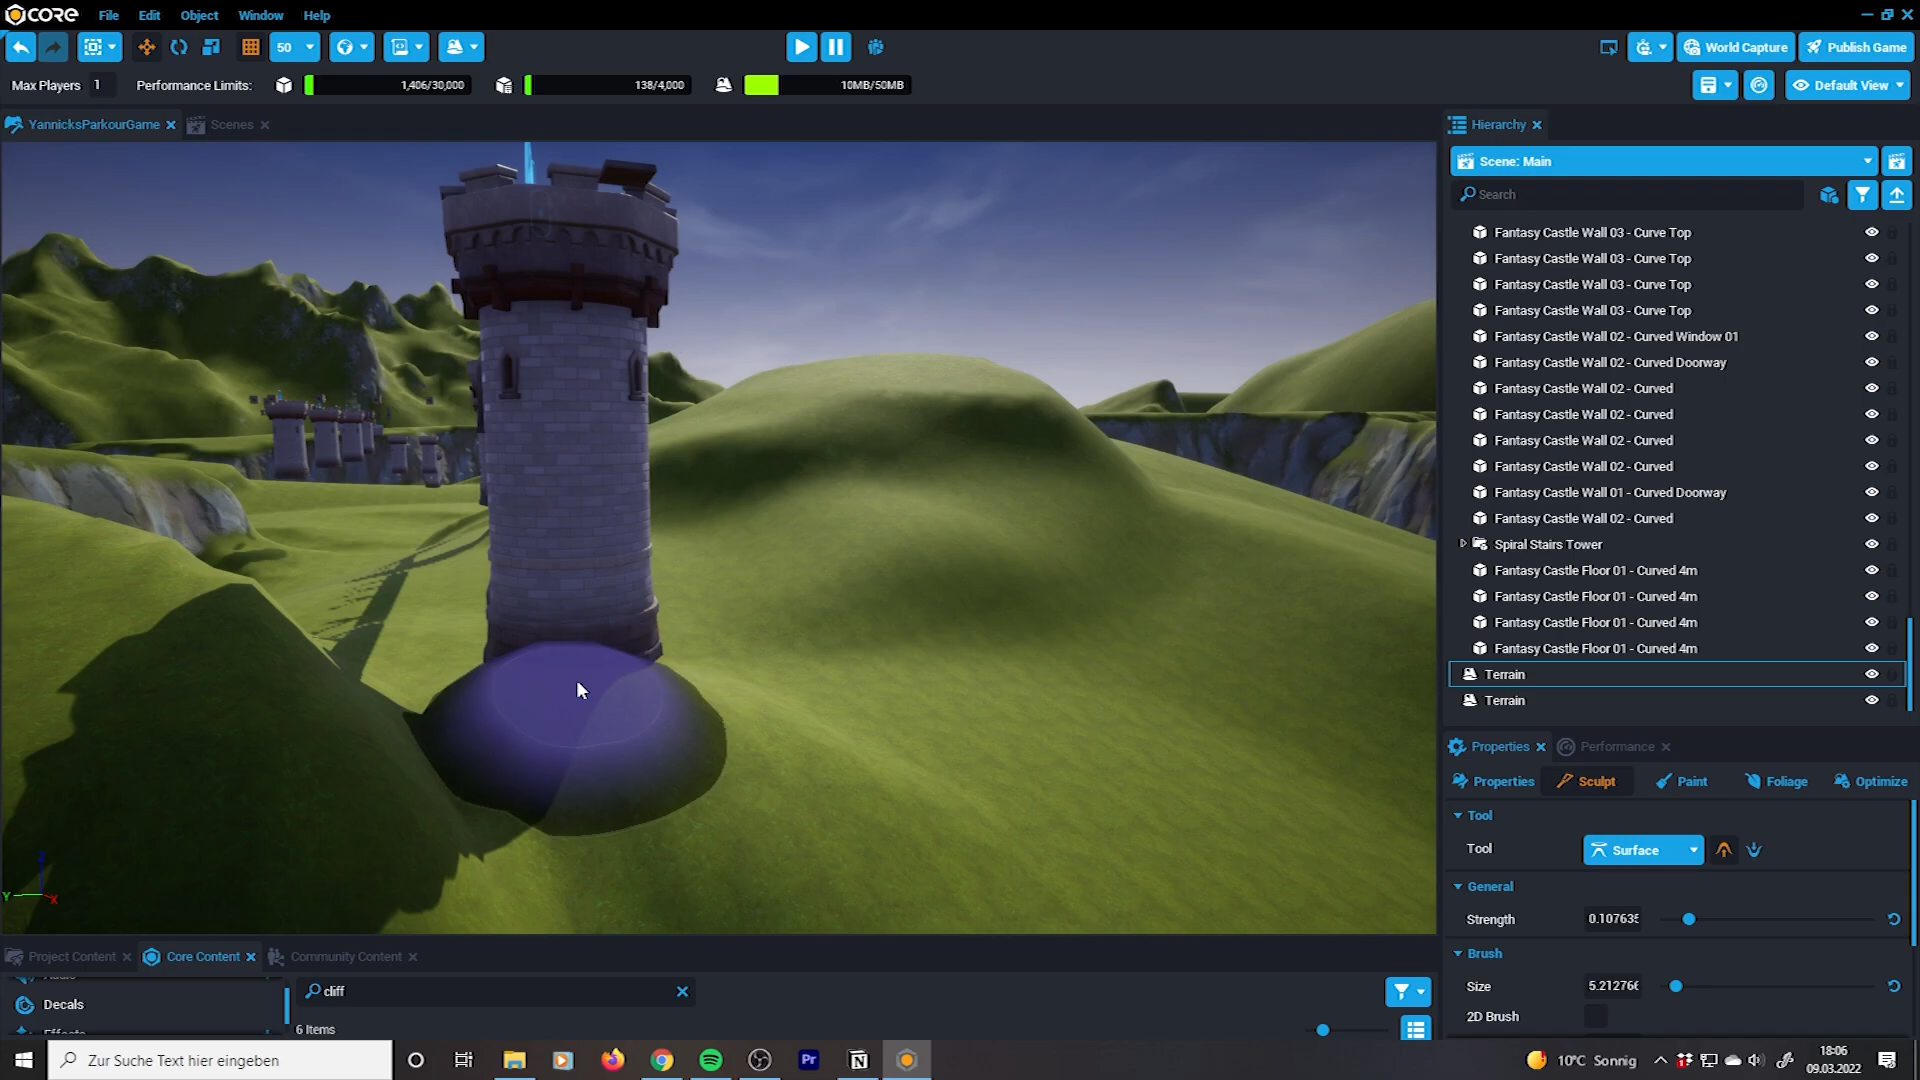 CORE File Edit Object Window Help
50 World Capture Publish Game
Max Players 1 Performance Limits: 1,406/30,000 138/4,000 10MB/50MB Default View
YannicksParkourGame Scenes Hierarchy
Scene: Main
Search
Fantasy Castle Wall 03 - Curve Top
Fantasy Castle Wall 03 - Curve Top
Fantasy Castle Wall 03 - Curve Top
Fantasy Castle Wall 03 - Curve Top
Fantasy Castle Wall 02 - Curved Window 01
Fantasy Castle Wall 02 - Curved Doorway
Fantasy Castle Wall 02 - Curved
Fantasy Castle Wall 02 - Curved
Fantasy Castle Wall 02 - Curved
Fantasy Castle Wall 02 - Curved
Fantasy Castle Wall 01 - Curved Doorway
Fantasy Castle Wall 02 - Curved
Spiral Stairs Tower
Fantasy Castle Floor 01 - Curved 4m
Fantasy Castle Floor 01 - Curved 4m
Fantasy Castle Floor 01 - Curved 4m
Fantasy Castle Floor 01 - Curved 4m
Terrain
Terrain
Properties Performance
Properties Sculpt Paint Foliage Optimize
Tool
Tool Surface
General
Strength 0.107635
Brush
Size 5.212766
2D Brush
Z
Y X
Project Content Core Content Community Content
Audio
Decals
Effects
cliff
6 Items
Zur Suche Text hier eingeben
Pr
10°C Sonnig
18:06
09.03.2022